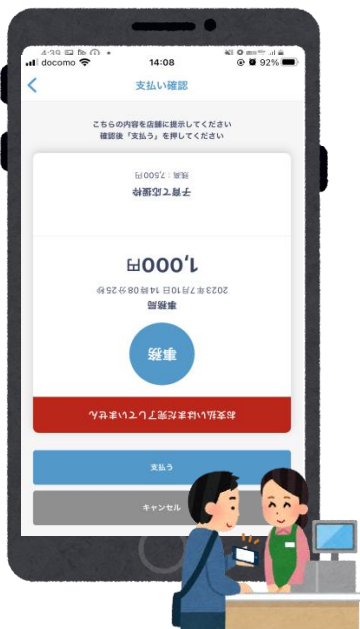 docomo 14:08 92%
支払い確認
こちらの内容を店舗に提示してください
確認後「支払う」を押してください
お支払いはまだ完了していません
事務
事務局
2023年7月10日 14時08分25秒
1,000円
子育て応援枠
残高：7,500円
支払う
キャンセル